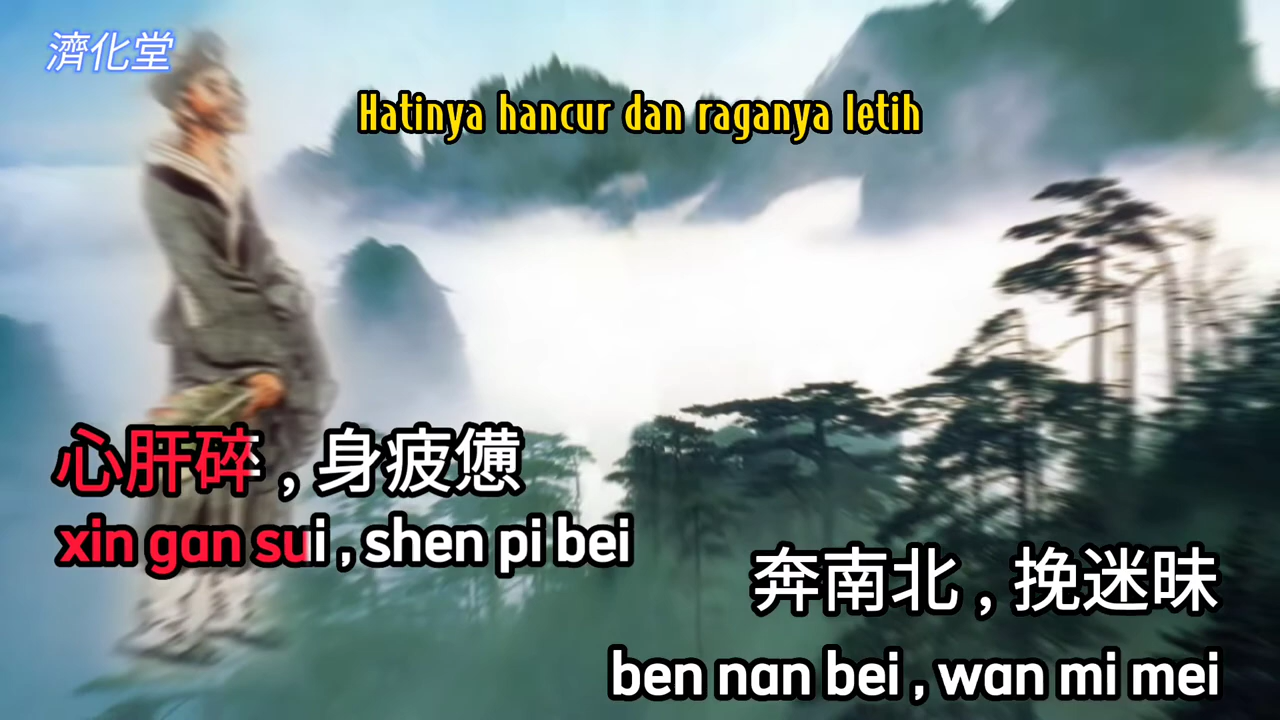 濟化堂
Hatinya hancur dan raganya letih
心肝碎 , 身疲憊
xin gan sui , shen pi bei
奔南北 , 挽迷昧
ben nan bei , wan mi mei